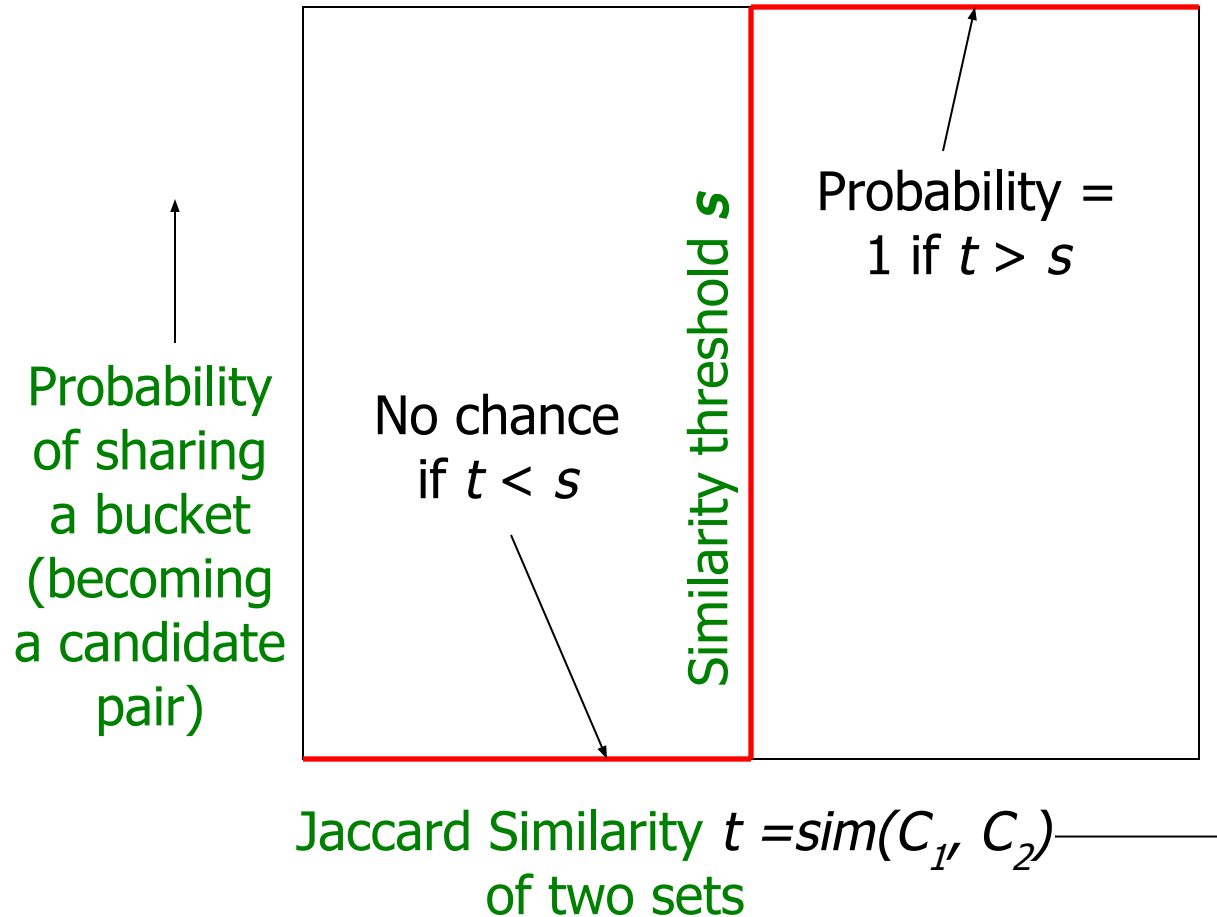 Probability
of sharing
a bucket
(becoming
a candidate
pair)
No chance
if t < s
Similarity threshold s
Probability =
1 if t > s
Jaccard Similarity t =sim(C1, C2)
of two sets